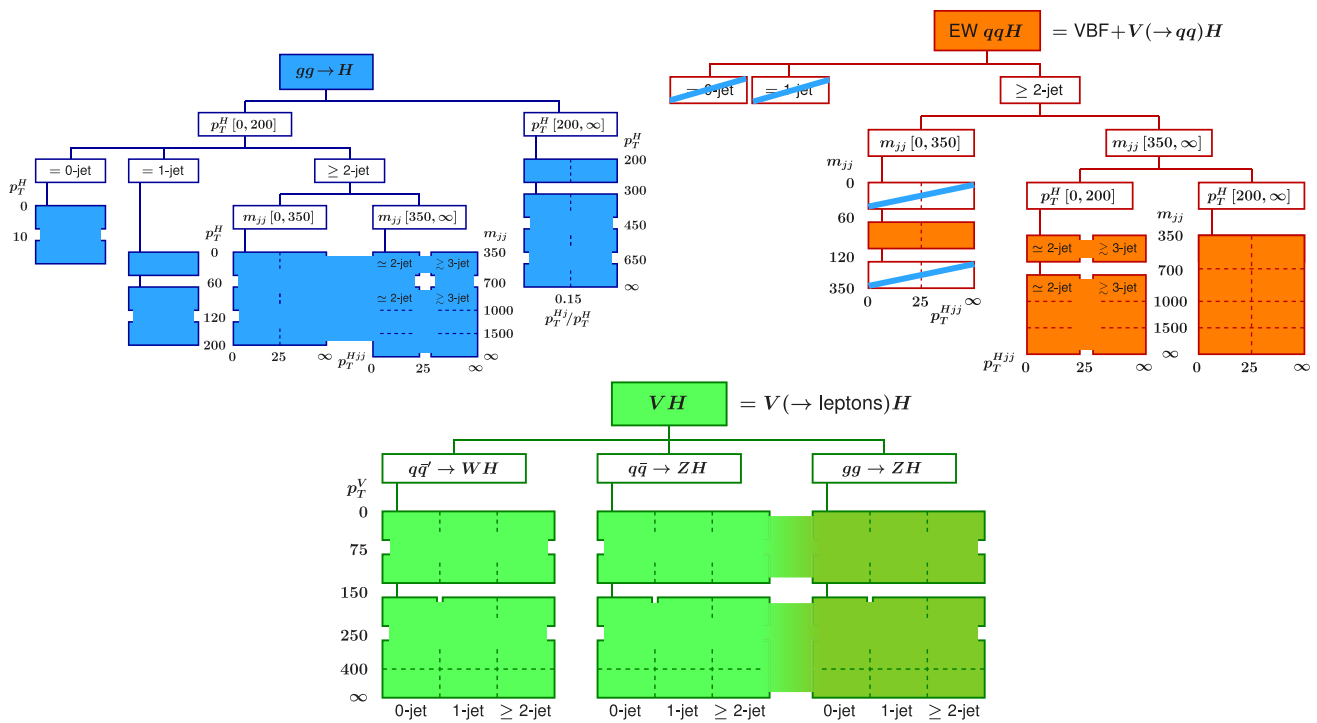 EW qqH = VBF+V(→qq)H
gg→H
= 0-jet = 1-jet ≥ 2-jet
p_T^H [0, 200] p_T^H [200, ∞]
m_jj [0, 350] m_jj [350, ∞]
= 0-jet = 1-jet ≥ 2-jet
p_T^H
200
300
450
650
∞
0.15
p_T^{Hj}/p_T^H
p_T^H
0
10
m_jj [0, 350] m_jj [350, ∞]
p_T^H
0
60
120
200
m_jj
350
700
1000
1500
∞
≃ 2-jet ≳ 3-jet
≃ 2-jet ≳ 3-jet
0 25 ∞ p_T^{Hjj} 0 25 ∞
m_jj
0
60
120
350
0 25 ∞
p_T^{Hjj}
p_T^H [0, 200] p_T^H [200, ∞]
m_jj
350
700
1000
1500
∞
≃ 2-jet ≳ 3-jet
≃ 2-jet ≳ 3-jet
p_T^{Hjj} 0 25 ∞ 0 25 ∞
VH = V(→ leptons)H
qq̄′ → WH qq̄ → ZH gg → ZH
p_T^V
0
75
150
250
400
∞
0-jet 1-jet ≥ 2-jet 0-jet 1-jet ≥ 2-jet 0-jet 1-jet ≥ 2-jet